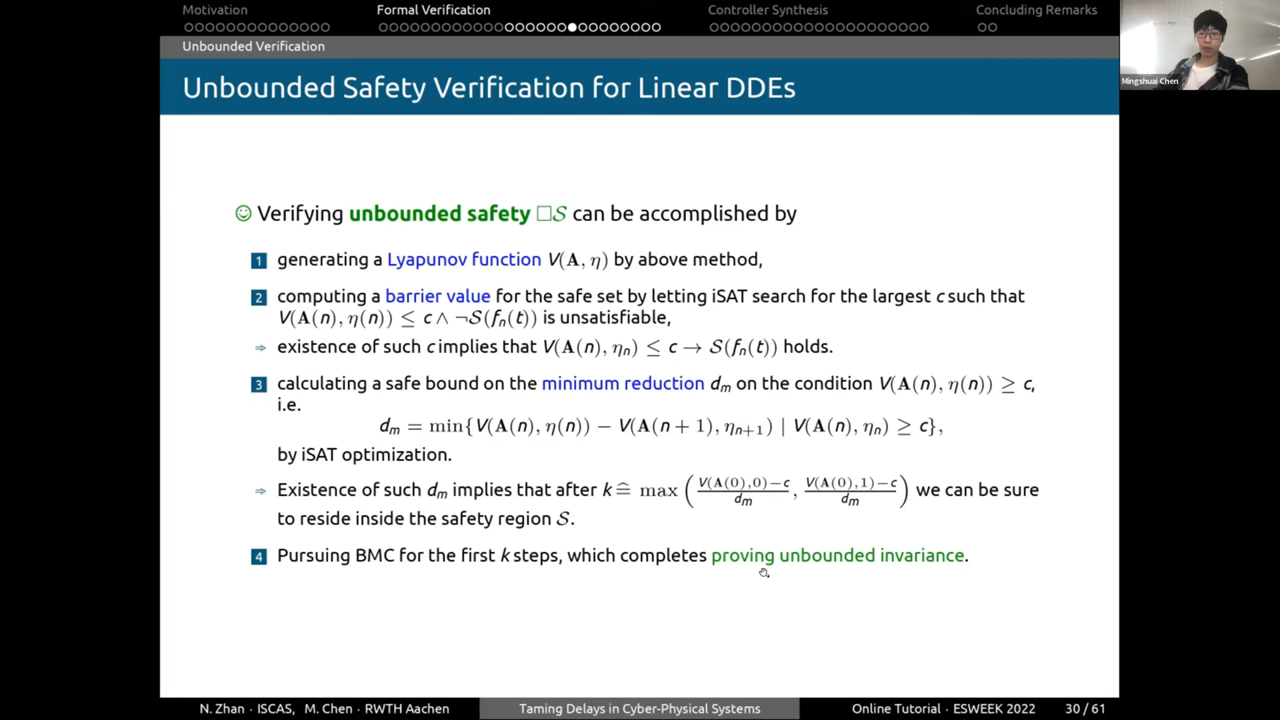 Motivation Formal Verification Controller Synthesis Concluding Remarks
Unbounded Verification
Unbounded Safety Verification for Linear DDEs
Verifying unbounded safety □𝒮 can be accomplished by
1 generating a Lyapunov function V(A, η) by above method,
2 computing a barrier value for the safe set by letting iSAT search for the largest c such that
V(A(n), η(n)) ≤ c ∧ ¬𝒮(fₙ(t)) is unsatisfiable,
⇒ existence of such c implies that V(A(n), ηₙ) ≤ c → 𝒮(fₙ(t)) holds.
3 calculating a safe bound on the minimum reduction dₘ on the condition V(A(n), η(n)) ≥ c,
i.e.
dₘ = min{V(A(n), η(n)) − V(A(n + 1), ηₙ₊₁) | V(A(n), ηₙ) ≥ c},
by iSAT optimization.
⇒ Existence of such dₘ implies that after k ≙ max (V(A(0),0)−c / dₘ, V(A(0),1)−c / dₘ) we can be sure
to reside inside the safety region 𝒮.
4 Pursuing BMC for the first k steps, which completes proving unbounded invariance.
N. Zhan · ISCAS, M. Chen · RWTH Aachen Taming Delays in Cyber-Physical Systems Online Tutorial · ESWEEK 2022 30 / 61
Mingshuai Chen